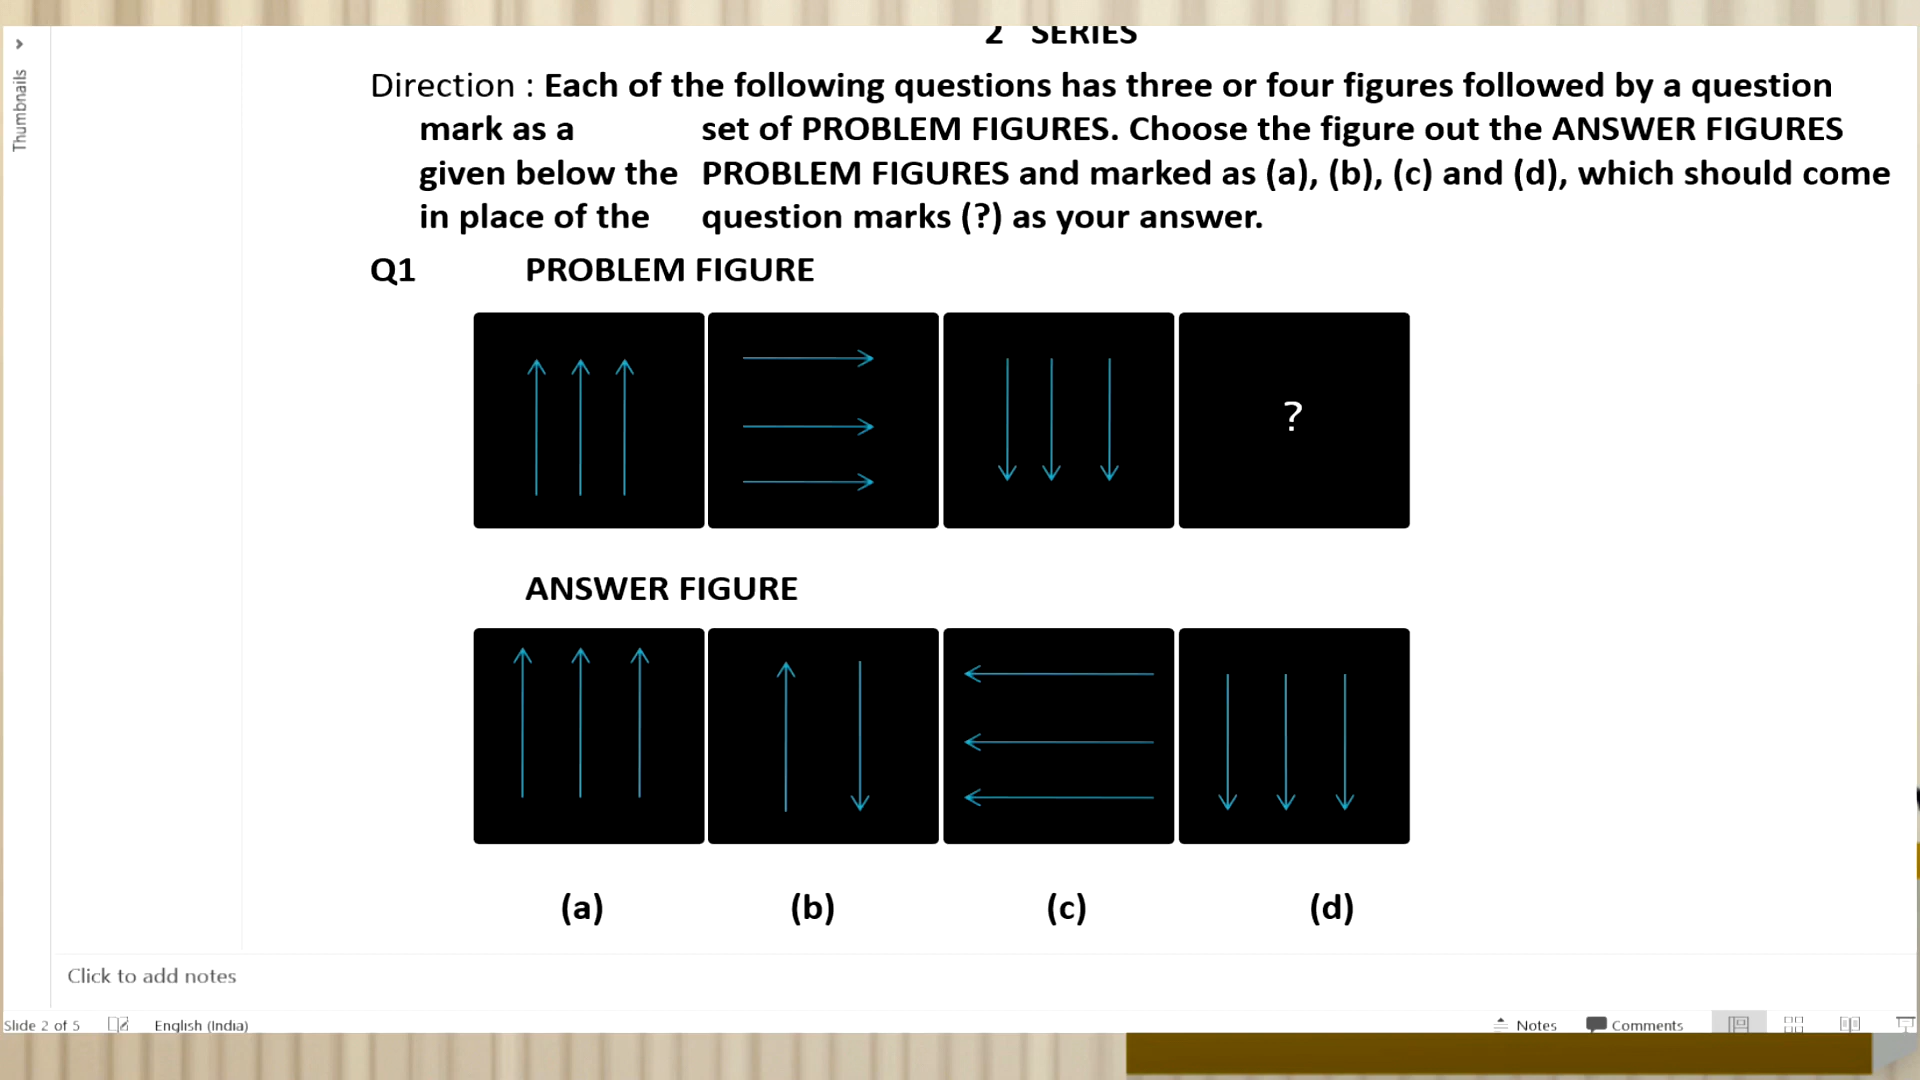 2 SERIES
Thumbnails
Direction : Each of the following questions has three or four figures followed by a question
mark as a set of PROBLEM FIGURES. Choose the figure out the ANSWER FIGURES
given below the PROBLEM FIGURES and marked as (a), (b), (c) and (d), which should come
in place of the question marks (?) as your answer.
Q1 PROBLEM FIGURE
?
ANSWER FIGURE
(a) (b) (c) (d)
Click to add notes
Slide 2 of 5 English (India) Notes Comments